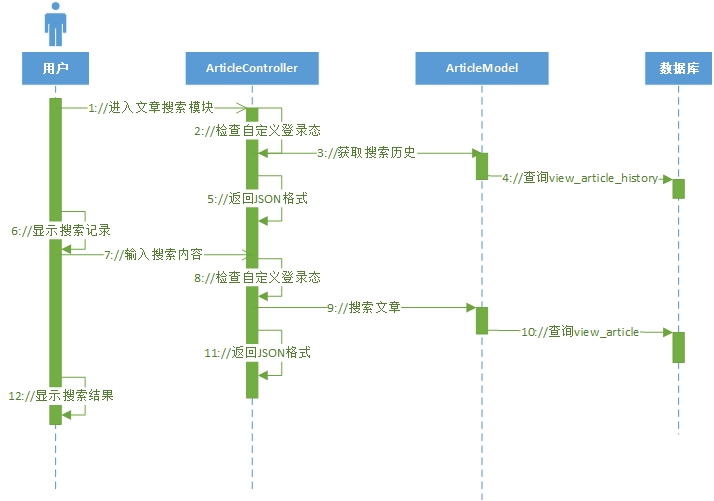 用户
ArticleController
ArticleModel
数据库
1://进入文章搜索模块
2://检查自定义登录态
3://获取搜索历史
4://查询view_article_history
5://返回JSON格式
6://显示搜索记录
7://输入搜索内容
8://检查自定义登录态
9://搜索文章
10://查询view_article
11://返回JSON格式
12://显示搜索结果